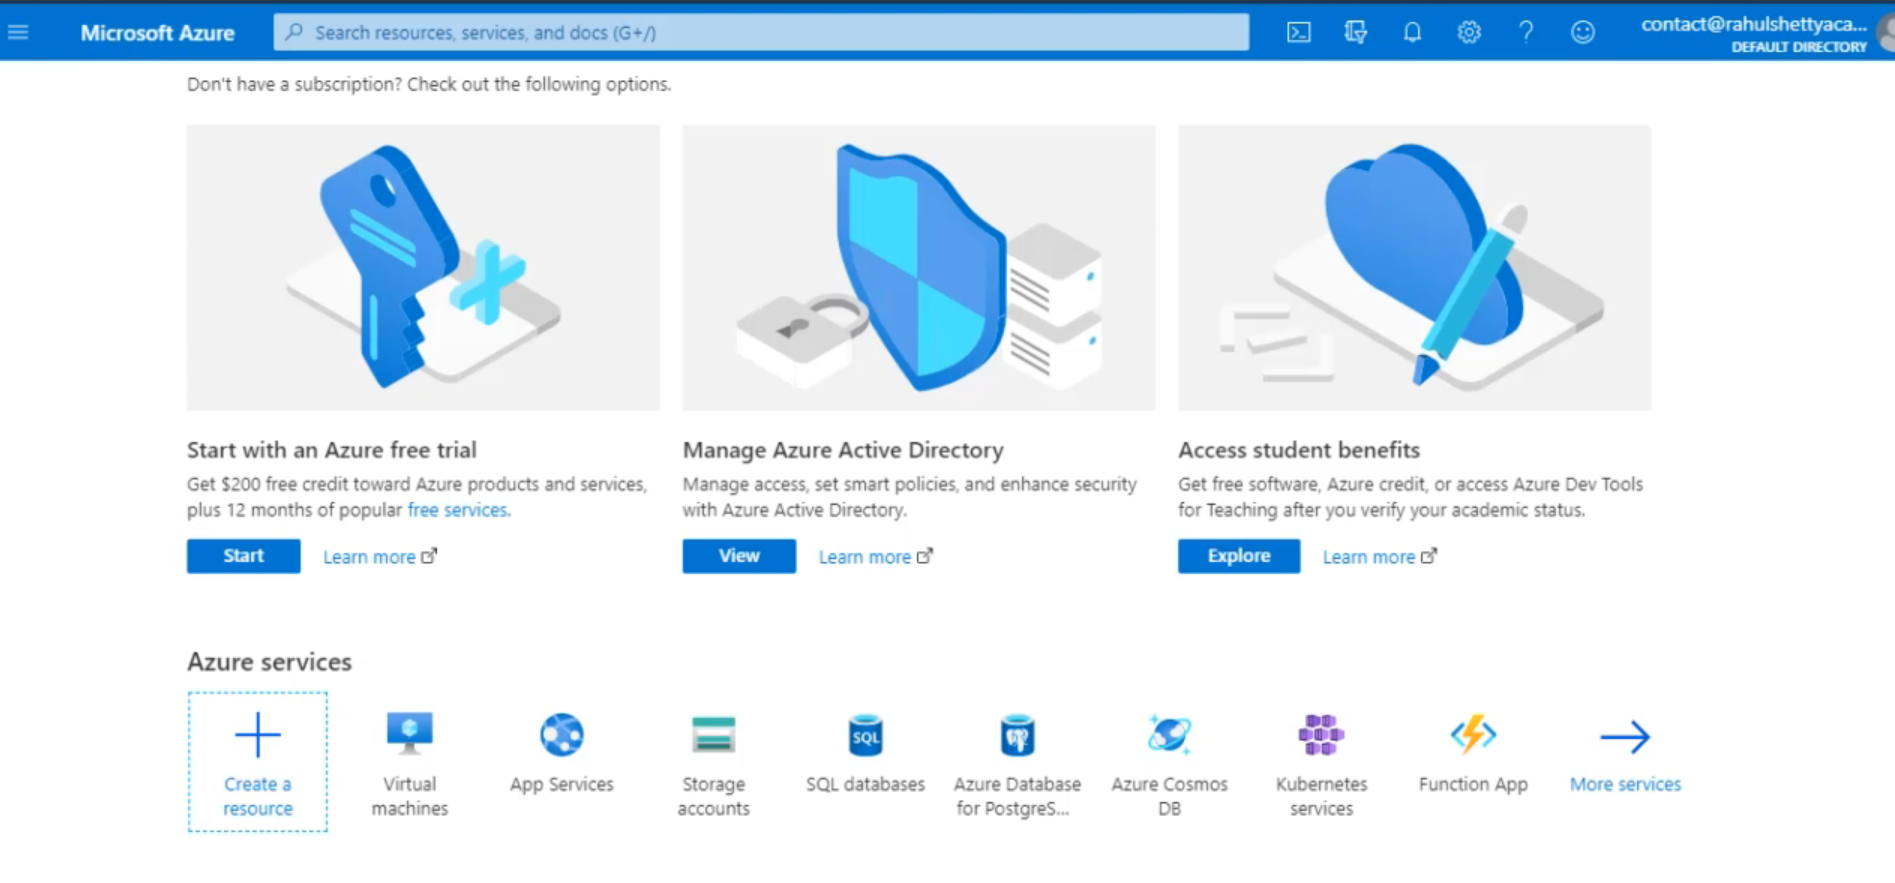 Microsoft Azure
Search resources, services, and docs (G+/)
contact@rahulshettyaca...
DEFAULT DIRECTORY
Don't have a subscription? Check out the following options.
Start with an Azure free trial
Get $200 free credit toward Azure products and services,
plus 12 months of popular free services.
Start
Learn more
Manage Azure Active Directory
Manage access, set smart policies, and enhance security
with Azure Active Directory.
View
Learn more
Access student benefits
Get free software, Azure credit, or access Azure Dev Tools
for Teaching after you verify your academic status.
Explore
Learn more
Azure services
Create a
resource
Virtual
machines
App Services
Storage
accounts
SQL
SQL databases
Azure Database
for PostgreS...
Azure Cosmos
DB
Kubernetes
services
Function App
More services